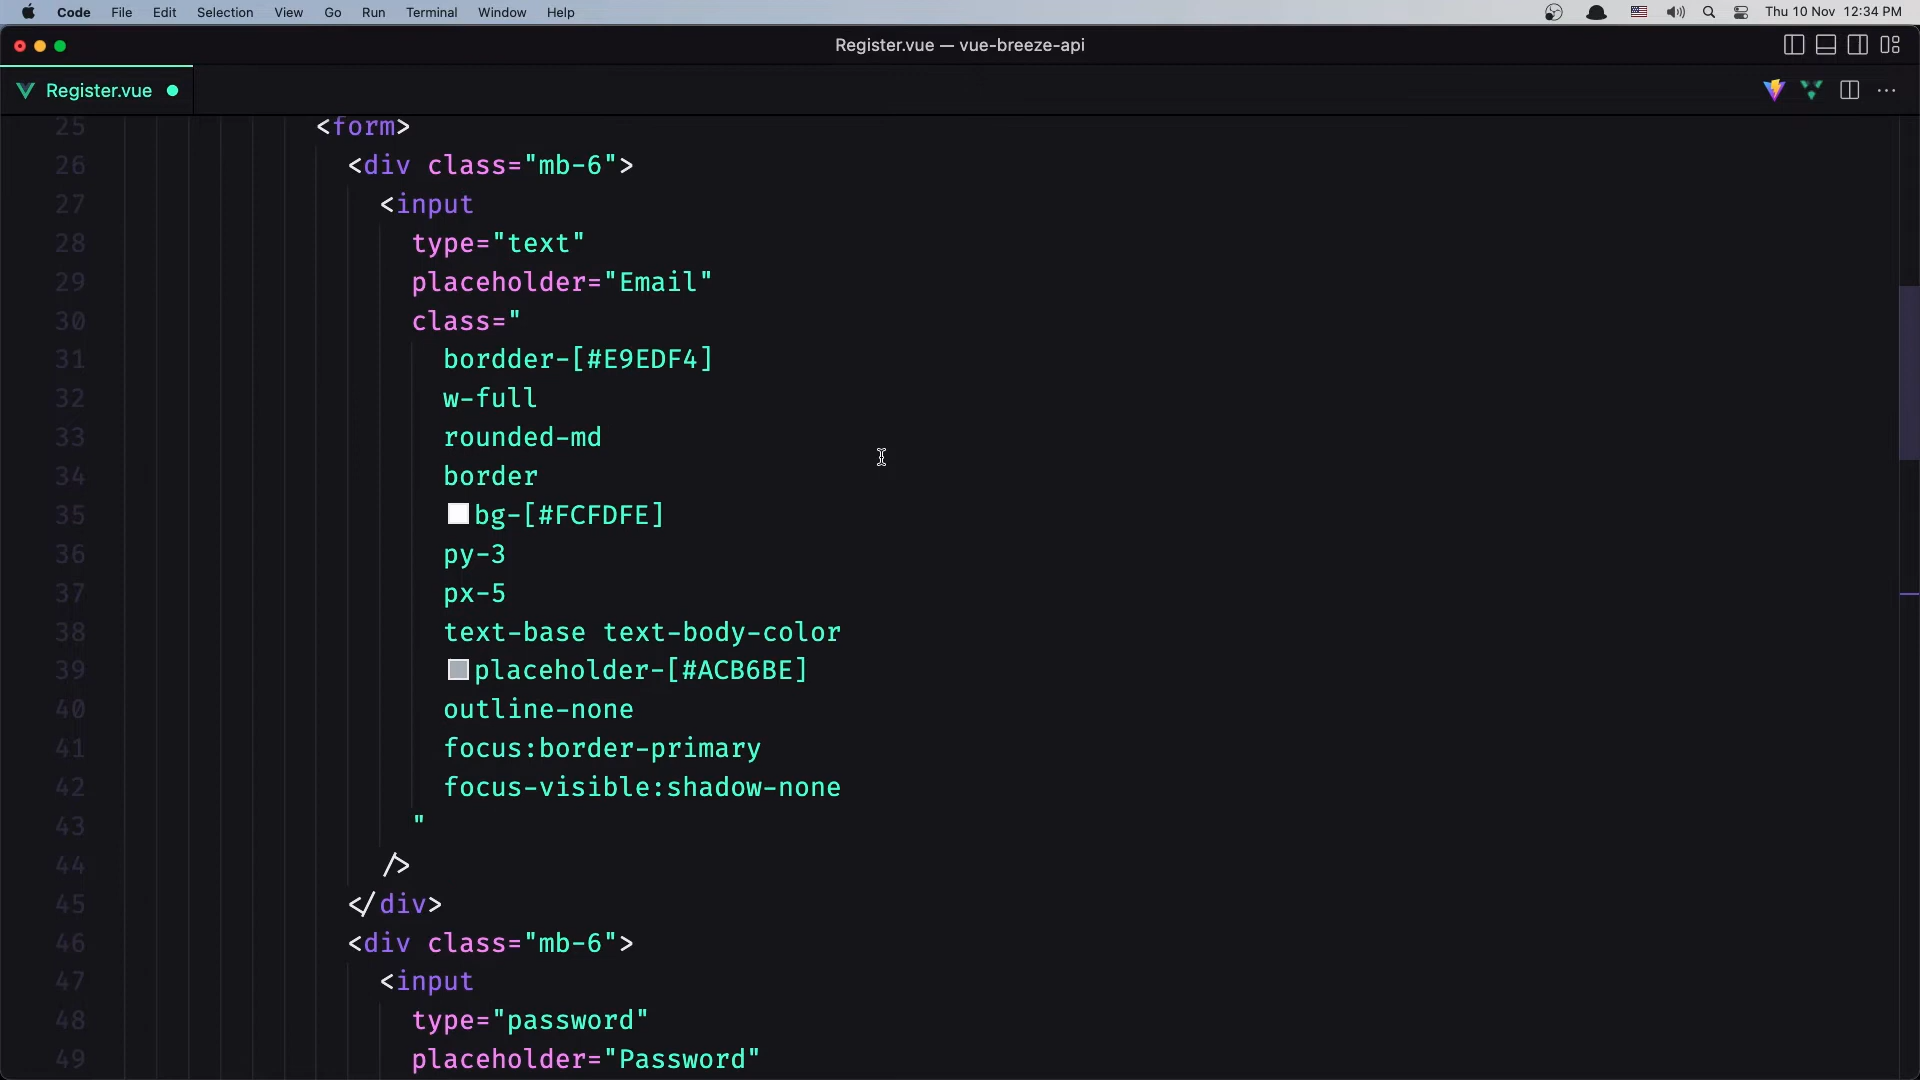 Code File Edit Selection View Go Run Terminal Window Help Thu 10 Nov 12:34 PM
Register.vue — vue-breeze-api
Register.vue
25 <form>
26 <div class="mb-6">
27 <input
28 type="text"
29 placeholder="Email"
30 class="
31 bordder-[#E9EDF4]
32 w-full
33 rounded-md
34 border
35 bg-[#FCFDFE]
36 py-3
37 px-5
38 text-base text-body-color
39 placeholder-[#ACB6BE]
40 outline-none
41 focus:border-primary
42 focus-visible:shadow-none
43 "
44 />
45 </div>
46 <div class="mb-6">
47 <input
48 type="password"
49 placeholder="Password"